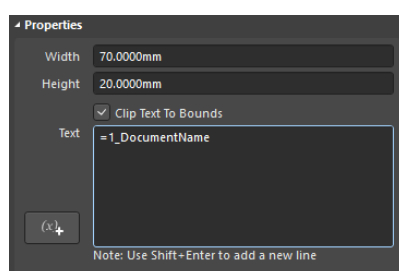 Properties
Width 70.0000mm
Height 20.0000mm
Clip Text To Bounds
Text =1_DocumentName
(x)+
Note: Use Shift+Enter to add a new line